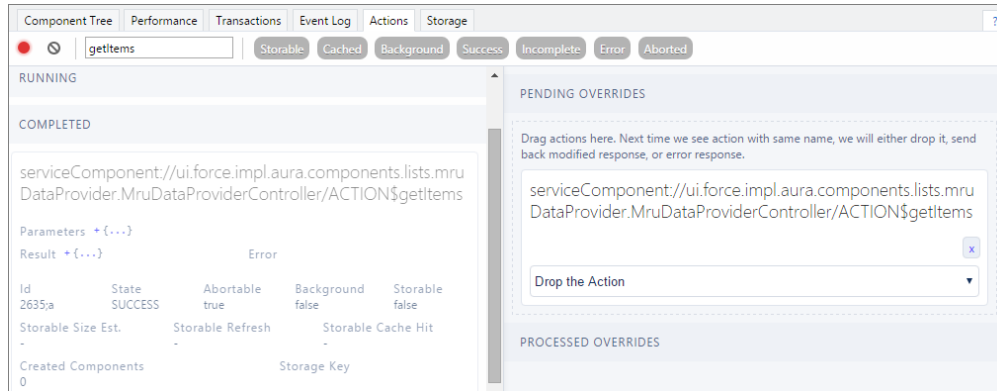 Component Tree Performance Transactions Event Log Actions Storage ?
getItems Storable Cached Background Success Incomplete Error Aborted
RUNNING
COMPLETED
serviceComponent://ui.force.impl.aura.components.lists.mru
DataProvider.MruDataProviderController/ACTION$getItems
Parameters +{...}
Result +{...} Error
Id State Abortable Background Storable
2635;a SUCCESS true false false
Storable Size Est. Storable Refresh Storable Cache Hit
- - -
Created Components Storage Key
0
PENDING OVERRIDES
Drag actions here. Next time we see action with same name, we will either drop it, send
back modified response, or error response.
serviceComponent://ui.force.impl.aura.components.lists.mru
DataProvider.MruDataProviderController/ACTION$getItems
x
Drop the Action
PROCESSED OVERRIDES